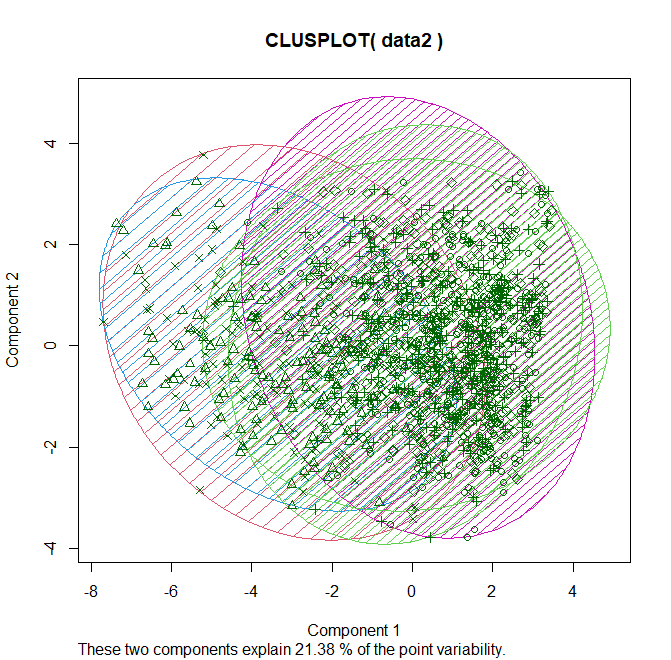 CLUSPLOT( data2 )
4
2
0
-2
-4
Component 2
-8 -6 -4 -2 0 2 4
Component 1
These two components explain 21.38 % of the point variability.